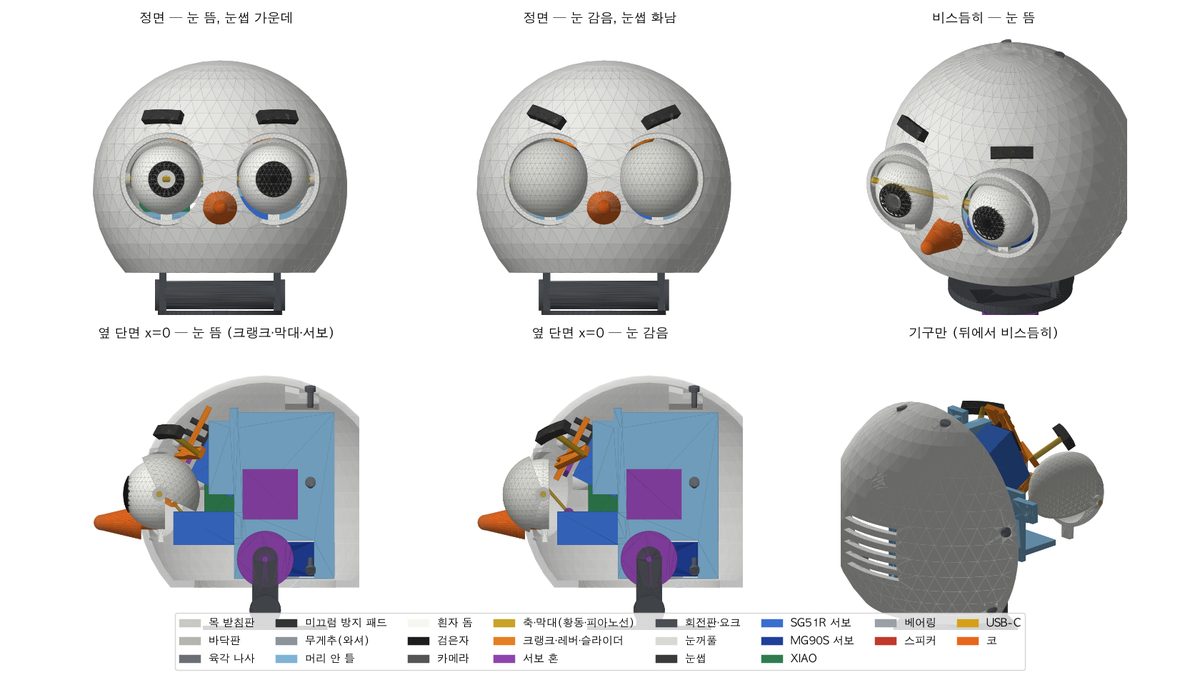 정면 — 눈 뜸, 눈썹 가운데
정면 — 눈 감음, 눈썹 화남
비스듬히 — 눈 뜸
옆 단면 x=0 — 눈 뜸 (크랭크·막대·서보)
옆 단면 x=0 — 눈 감음
기구만 (뒤에서 비스듬히)
목 받침판
바닥판
육각 나사
미끄럼 방지 패드
무게추(와셔)
머리 안 틀
흰자 돔
검은자
카메라
축·막대(황동·피아노선)
크랭크·레버·슬라이더
서보 혼
회전판·요크
눈꺼풀
눈썹
SG51R 서보
MG90S 서보
XIAO
베어링
스피커
USB-C
코